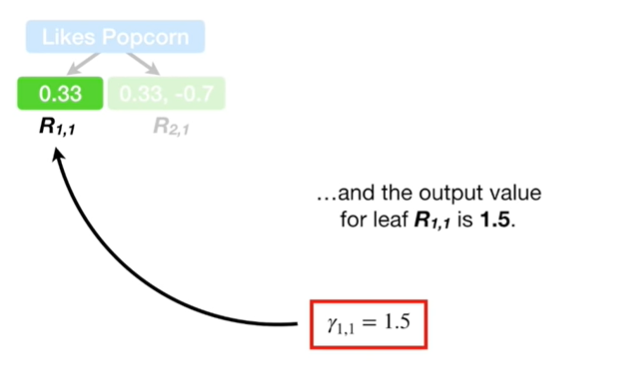 Likes Popcorn
0.33
0.33, -0.7
R1,1
R2,1
…and the output value
for leaf R1,1 is 1.5.
γ1,1 = 1.5